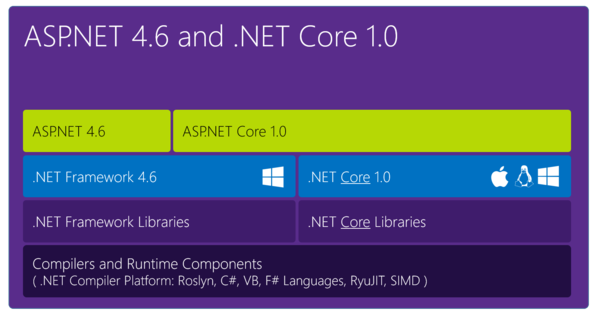 ASP.NET 4.6 and .NET Core 1.0
ASP.NET 4.6
ASP.NET Core 1.0
.NET Framework 4.6
.NET Core 1.0
.NET Framework Libraries
.NET Core Libraries
Compilers and Runtime Components
( .NET Compiler Platform: Roslyn, C#, VB, F# Languages, RyuJIT, SIMD )